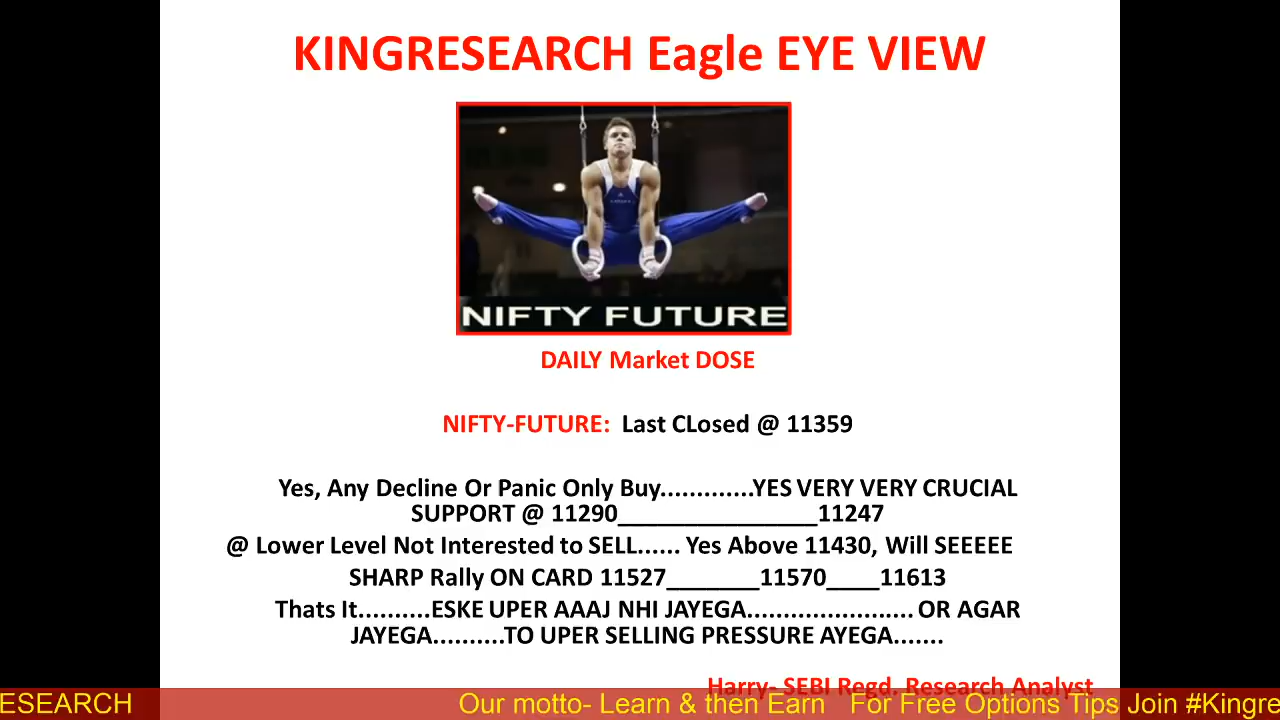 KINGRESEARCH Eagle EYE VIEW
NIFTY FUTURE
DAILY Market DOSE
NIFTY-FUTURE: Last CLosed @ 11359
Yes, Any Decline Or Panic Only Buy.............YES VERY VERY CRUCIAL
SUPPORT @ 11290_______________11247
@ Lower Level Not Interested to SELL...... Yes Above 11430, Will SEEEEE
SHARP Rally ON CARD 11527_______11570____11613
Thats It..........ESKE UPER AAAJ NHI JAYEGA........................ OR AGAR
JAYEGA..........TO UPER SELLING PRESSURE AYEGA.......
Harry- SEBI Regd. Research Analyst
ESEARCH Our motto- Learn & then Earn For Free Options Tips Join #Kingre